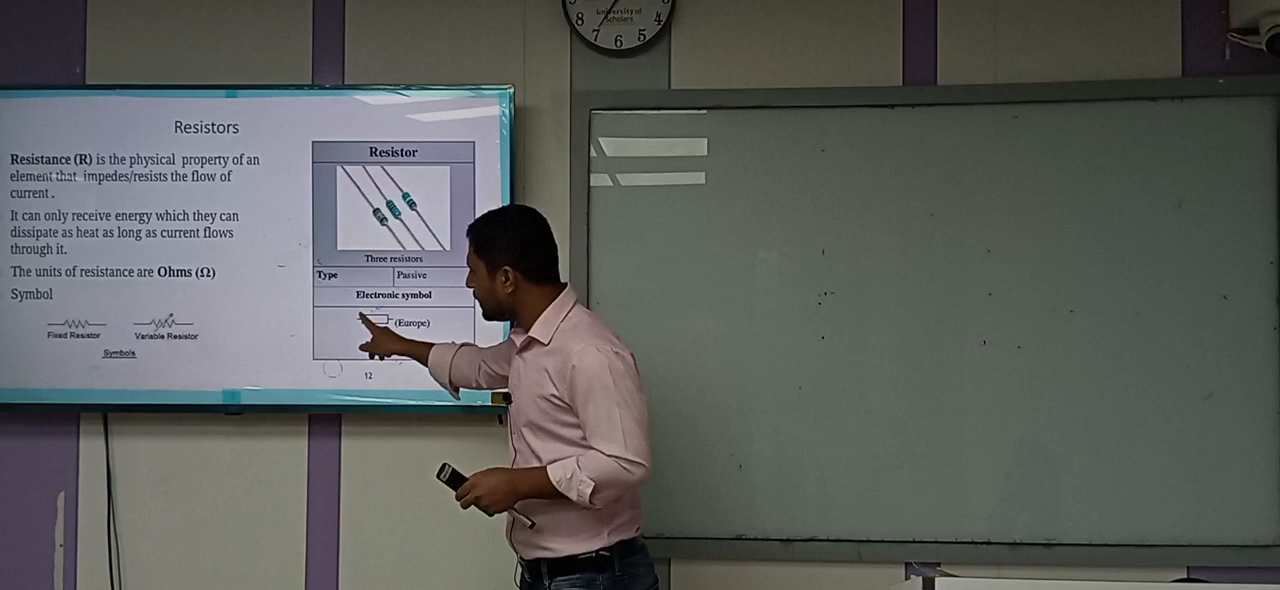 8
University of
Scholars
4
7
6
5
Resistors
Resistance (R) is the physical property of an
element that impedes/resists the flow of
current .
It can only receive energy which they can
dissipate as heat as long as current flows
through it.
The units of resistance are Ohms (Ω)
Symbol
Fixed Resistor
Variable Resistor
Symbols
Resistor
Three resistors
Type
Passive
Electronic symbol
(Europe)
12